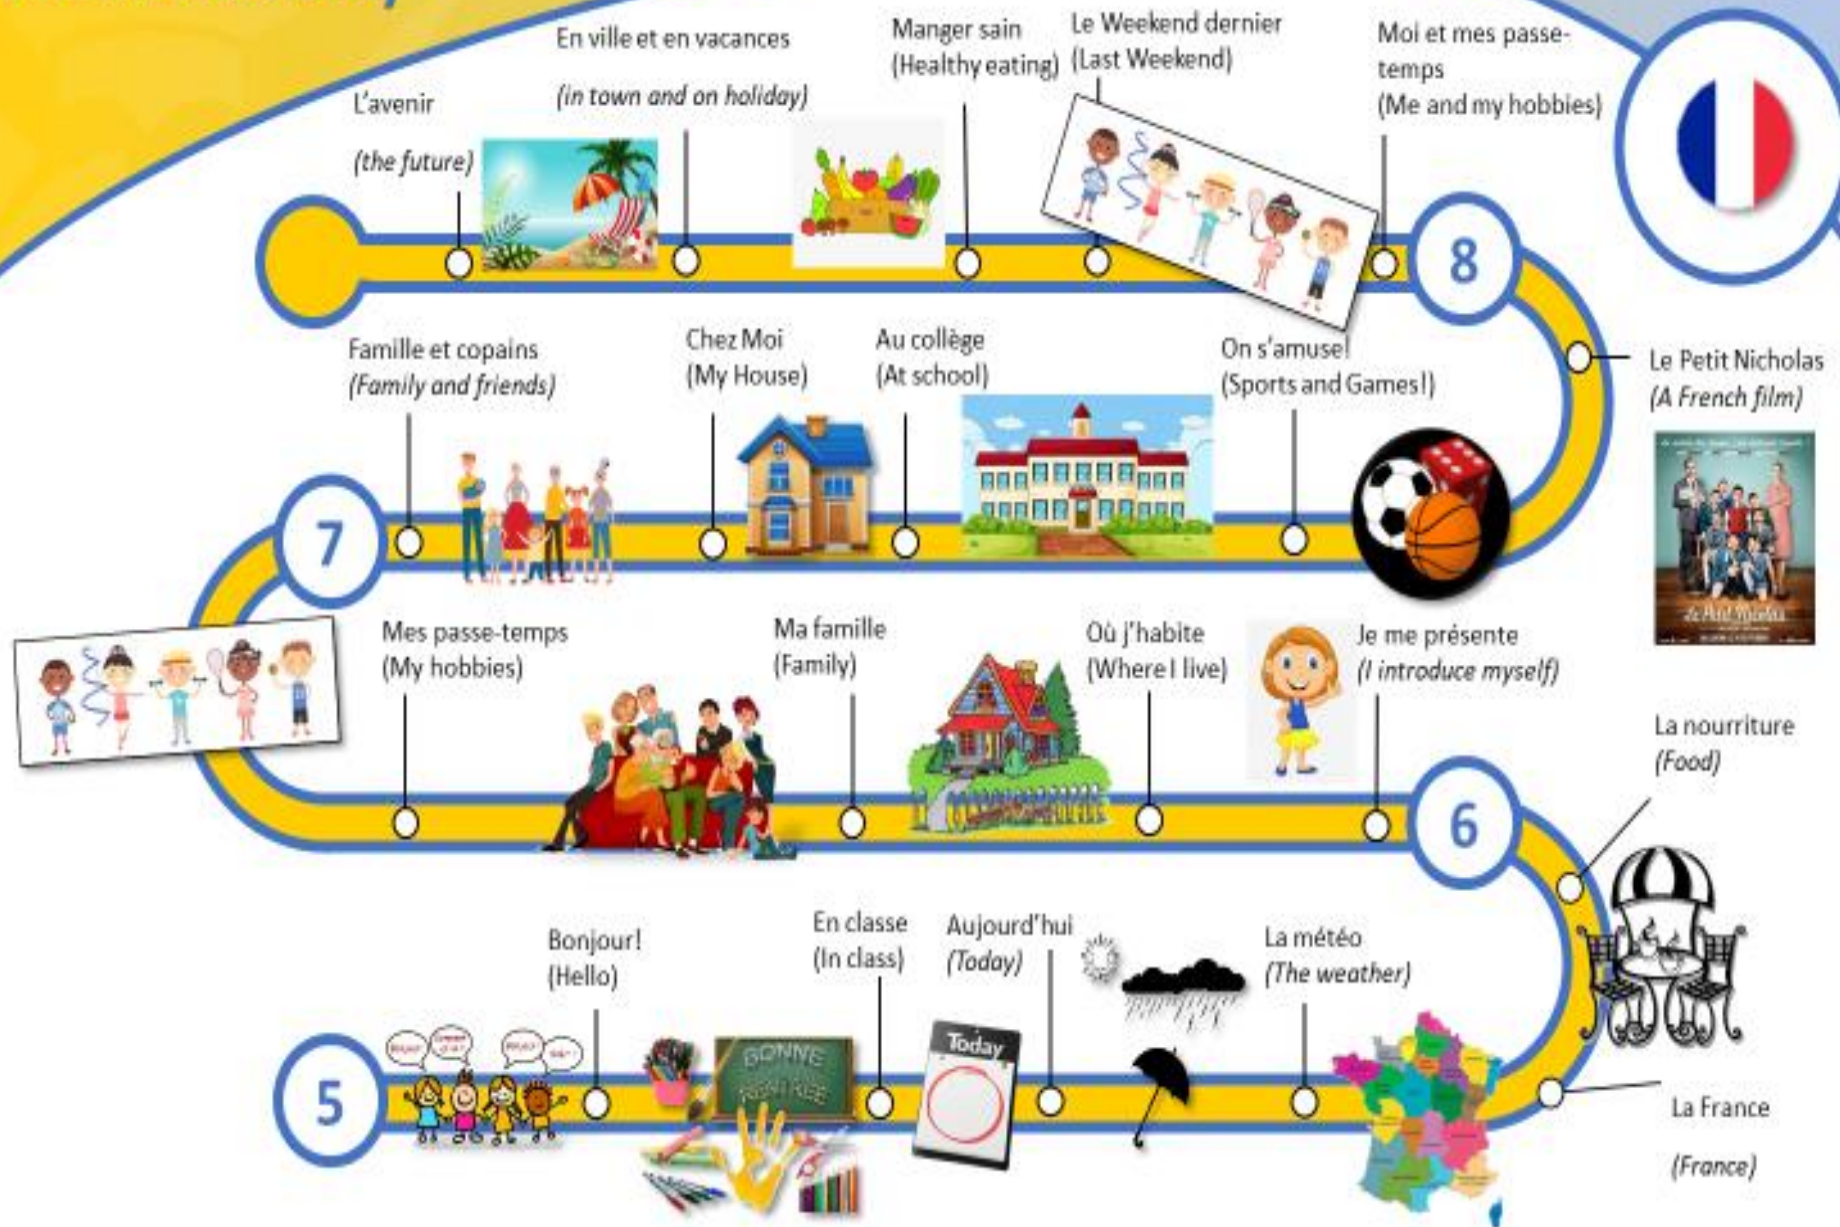 L'avenir
(the future)
En ville et en vacances
(in town and on holiday)
Manger sain
(Healthy eating)
Le Weekend dernier
(Last Weekend)
Moi et mes passe-
temps
(Me and my hobbies)
8
Famille et copains
(Family and friends)
Chez Moi
(My House)
Au collège
(At school)
On s'amuse!
(Sports and Games!)
Le Petit Nicholas
(A French film)
Le Petit Nicolas
7
Mes passe-temps
(My hobbies)
Ma famille
(Family)
Où j'habite
(Where I live)
Je me présente
(I introduce myself)
La nourriture
(Food)
6
Bonjour!
(Hello)
En classe
(In class)
Aujourd'hui
(Today)
La météo
(The weather)
5
BONNE
RENTRÉE
Today
La France
(France)